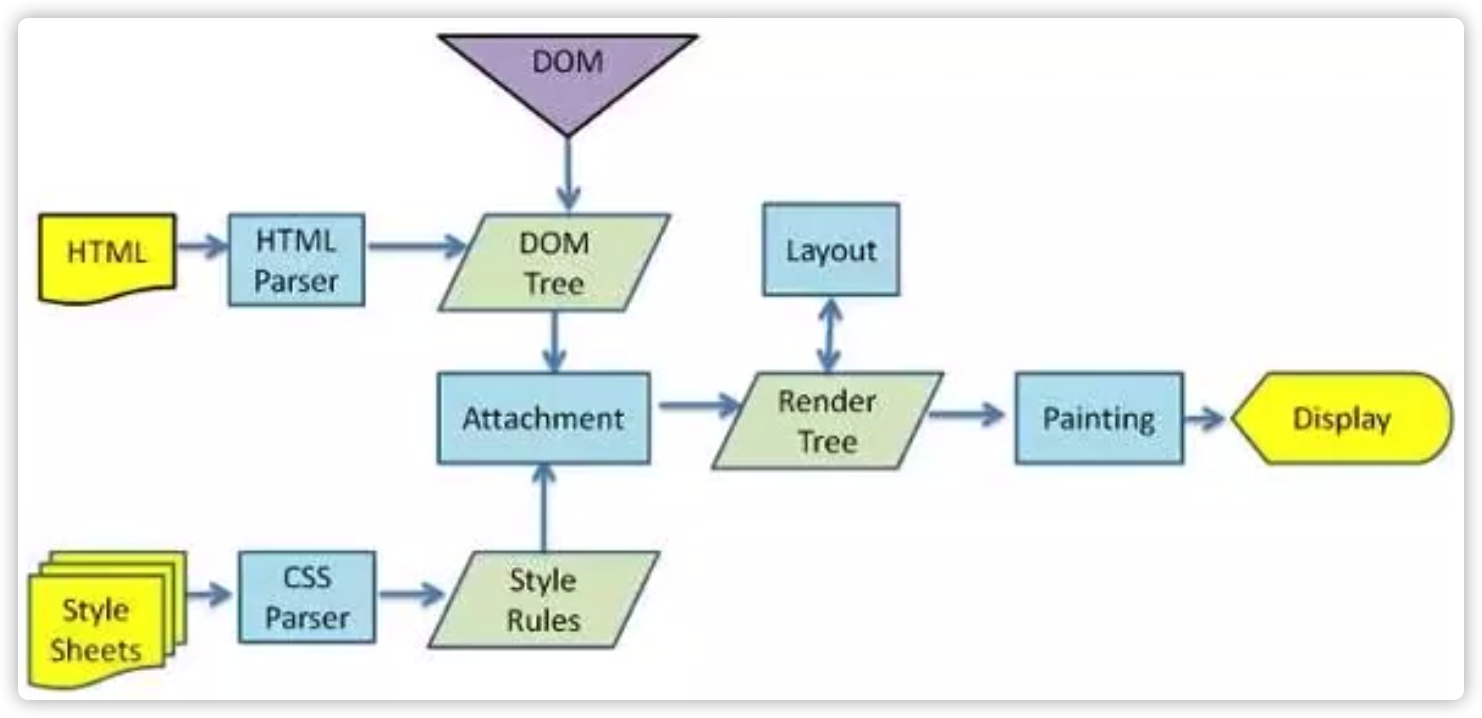 DOM
HTML
HTML
Parser
DOM
Tree
Layout
Attachment
Render
Tree
Painting
Display
Style
Sheets
CSS
Parser
Style
Rules